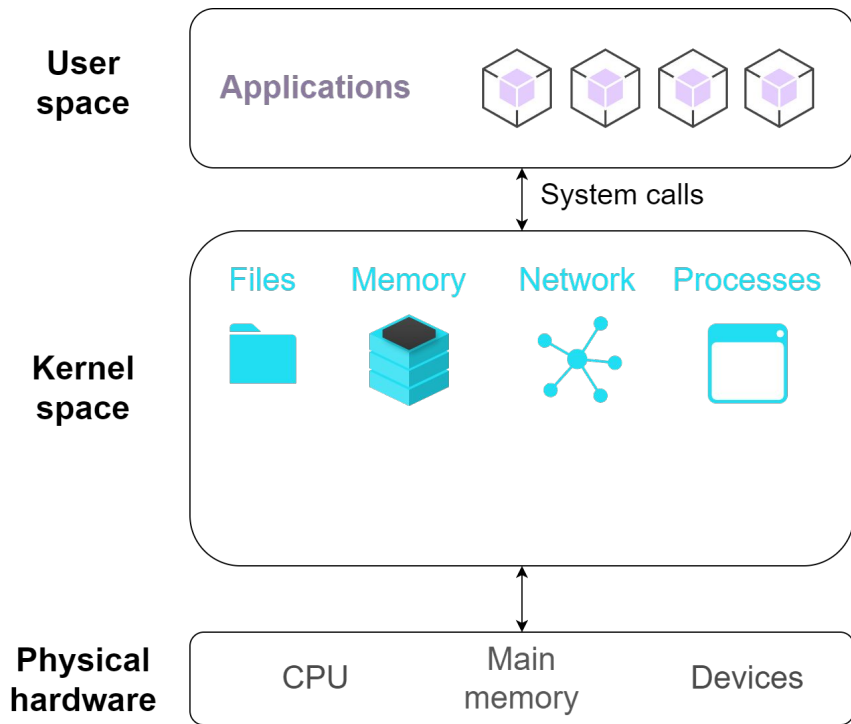 User
space
Applications
System calls
Files
Memory
Network
Processes
Kernel
space
Physical
hardware
CPU
Main
memory
Devices